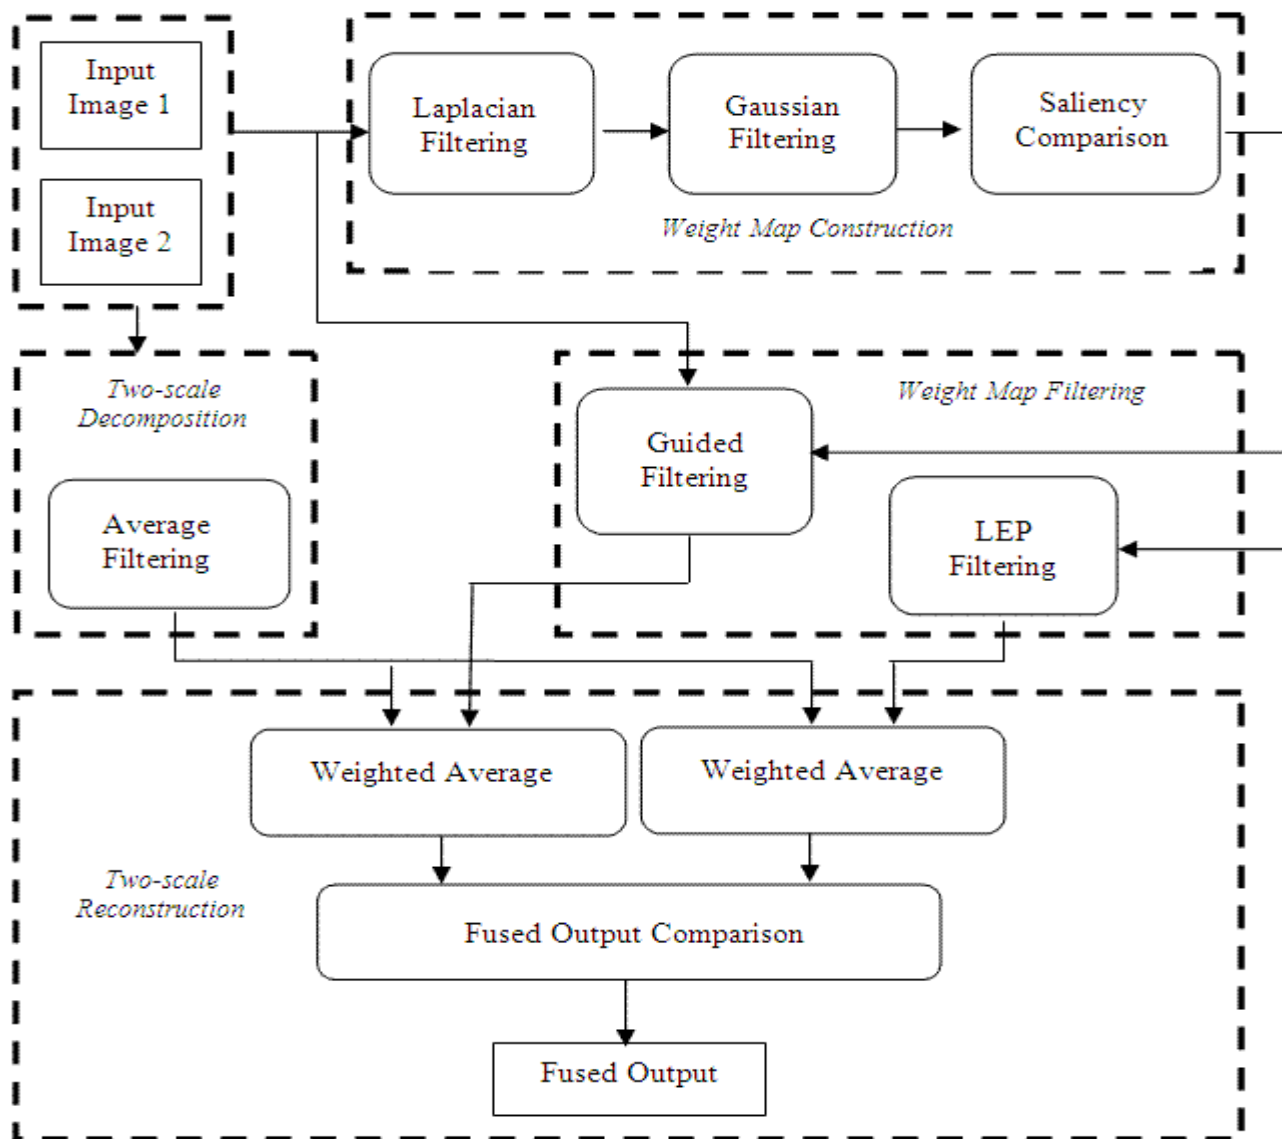 Input
Image 1
Input
Image 2
Laplacian
Filtering
Gaussian
Filtering
Saliency
Comparison
Weight Map Construction
Two-scale
Decomposition
Average
Filtering
Weight Map Filtering
Guided
Filtering
LEP
Filtering
Weighted Average
Weighted Average
Two-scale
Reconstruction
Fused Output Comparison
Fused Output